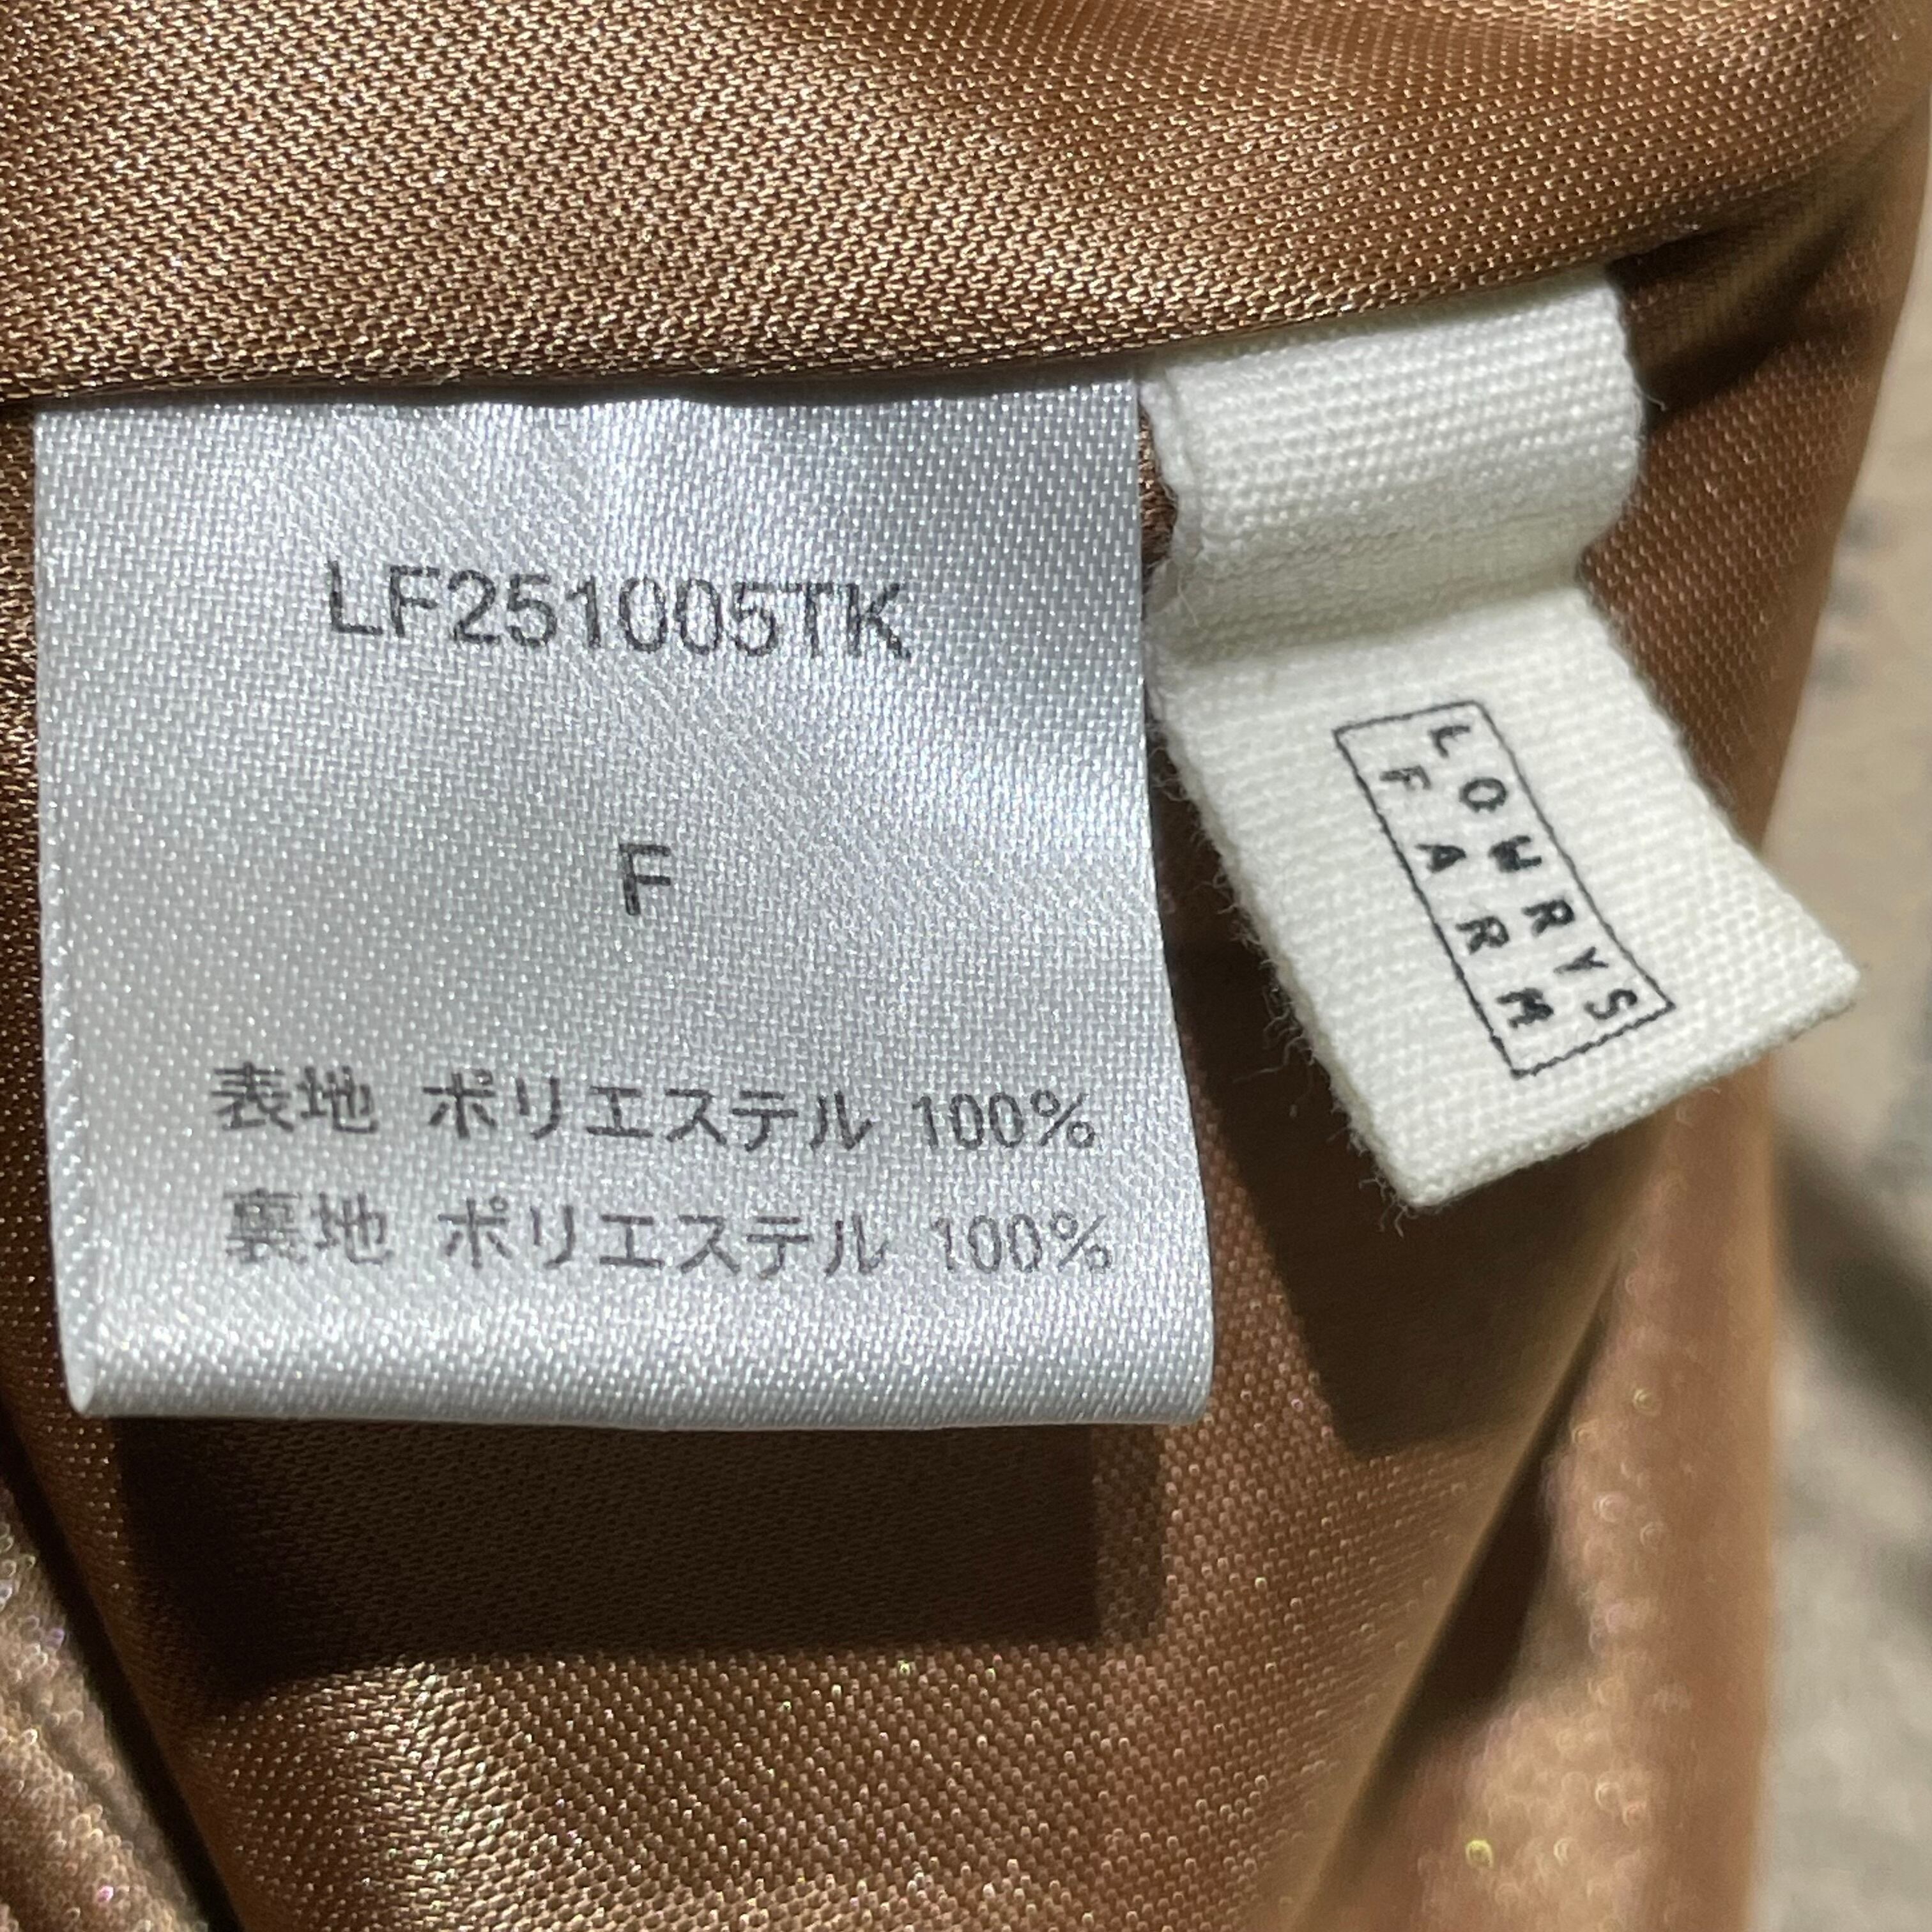 LF251005TK
F
表地 ポリエステル 100%
裏地 ポリエステル 100%
LOWRYS
FARM